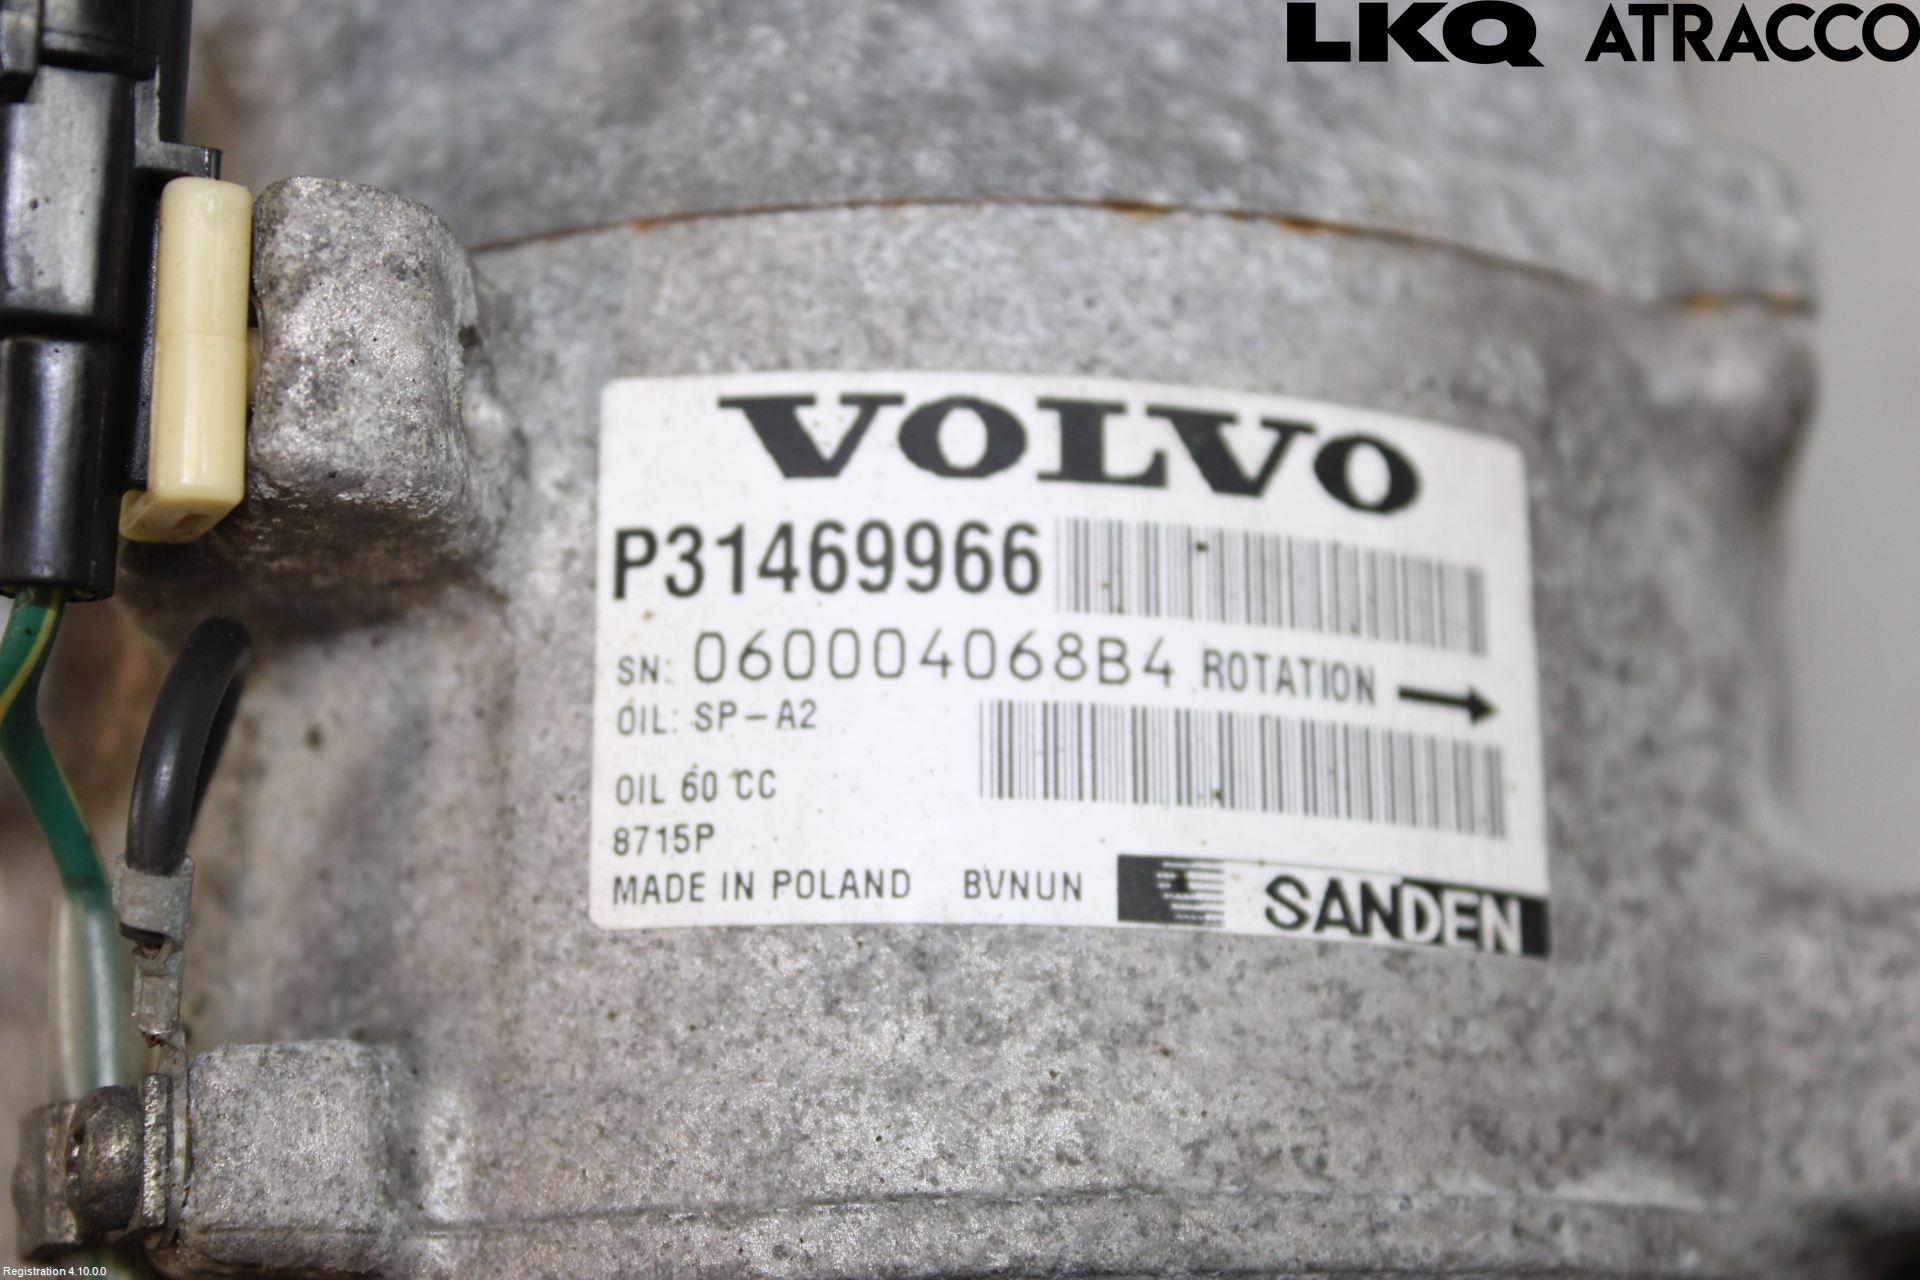 LKQ ATRACCO
VOLVO
P31469966
SN: 060004068B4 ROTATION
OIL: SP-A2
OIL 60 CC
8715P
MADE IN POLAND BVNUN SANDEN
Registration 4.10.0.0